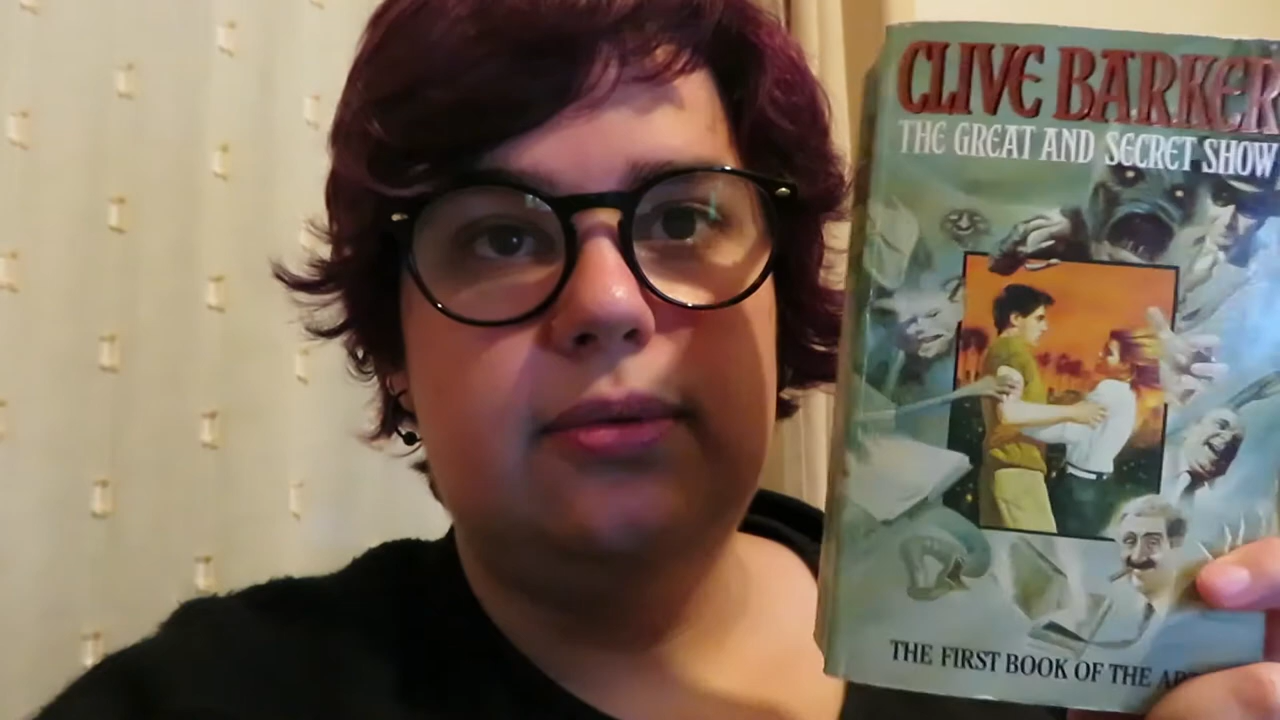 CLIVE BARKER
THE GREAT AND SECRET SHOW
THE FIRST BOOK OF THE